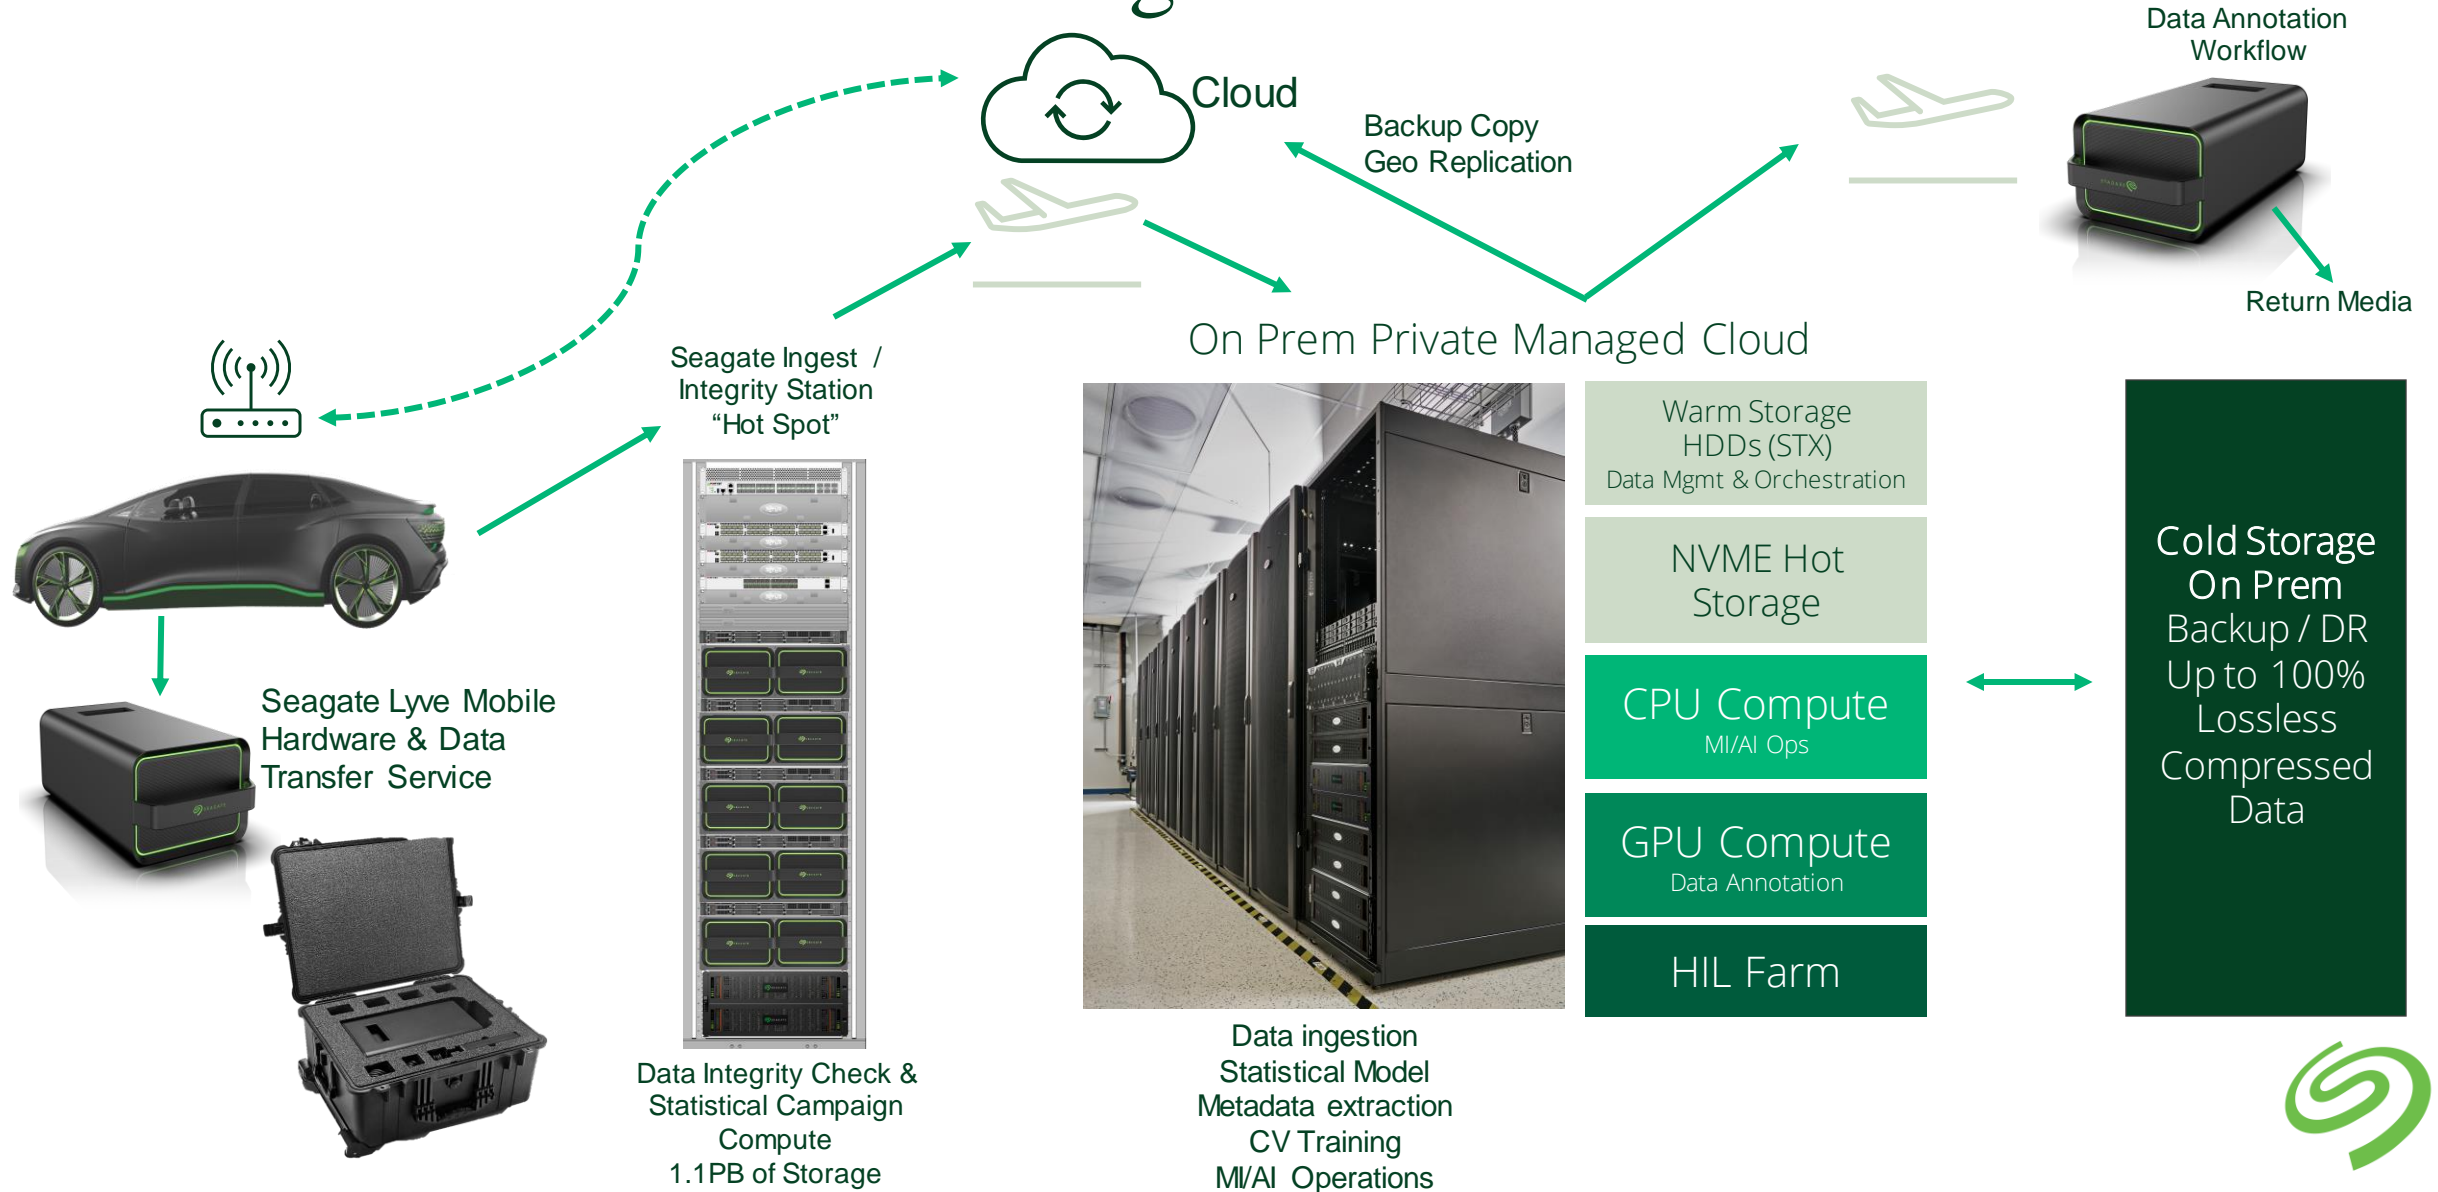 Data Annotation
Workflow
Cloud
Backup Copy
Geo Replication
Return Media
On Prem Private Managed Cloud
Seagate Ingest /
Integrity Station
“Hot Spot”
Seagate Lyve Mobile
Hardware & Data
Transfer Service
Warm Storage
HDDs (STX)
Data Mgmt & Orchestration
NVME Hot
Storage
CPU Compute
MI/AI Ops
GPU Compute
Data Annotation
HIL Farm
Cold Storage
On Prem
Backup / DR
Up to 100%
Lossless
Compressed
Data
Data Integrity Check &
Statistical Campaign
Compute
1.1PB of Storage
Data ingestion
Statistical Model
Metadata extraction
CV Training
MI/AI Operations